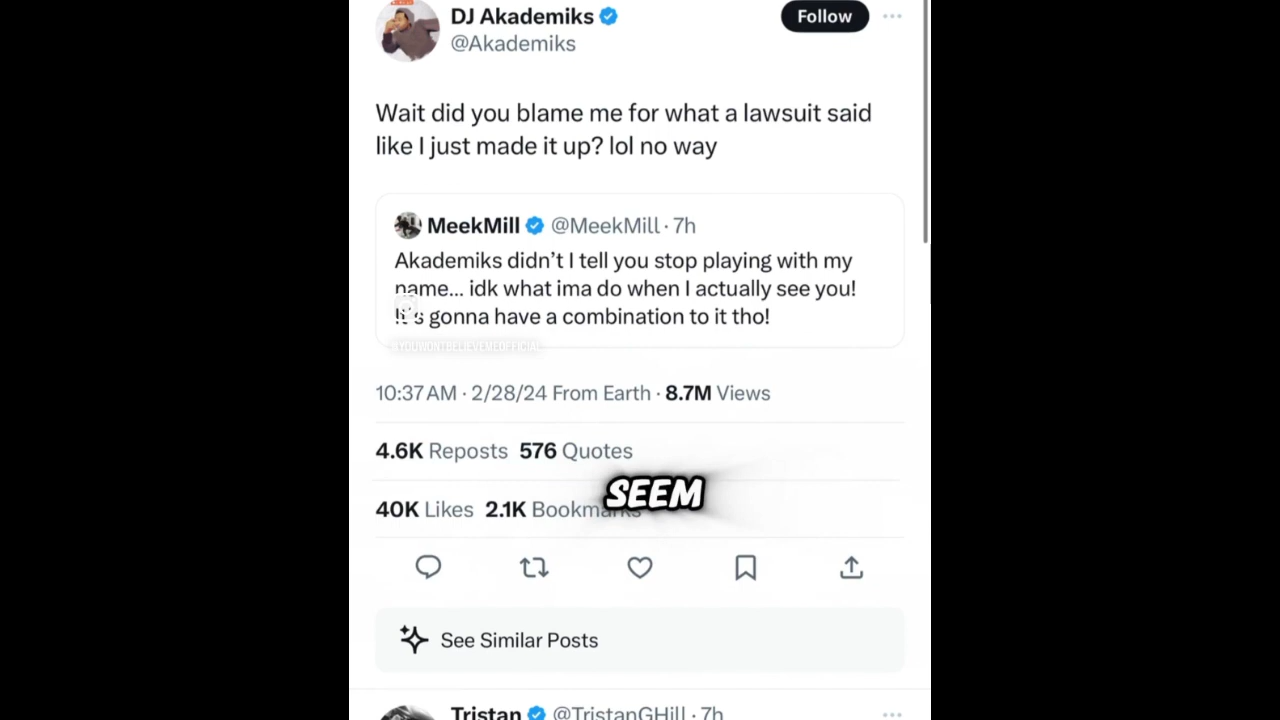 DJ Akademiks
Follow
@Akademiks
Wait did you blame me for what a lawsuit said
like I just made it up? lol no way
MeekMill @MeekMill · 7h
Akademiks didn’t I tell you stop playing with my
name... idk what ima do when I actually see you!
It’s gonna have a combination to it tho!
@YOUWONTBELIEVEMEOFFICIAL
10:37 AM · 2/28/24 From Earth · 8.7M Views
4.6K Reposts 576 Quotes
SEEM
40K Likes 2.1K Bookmarks
See Similar Posts
Tristan @TristanGHill · 7h